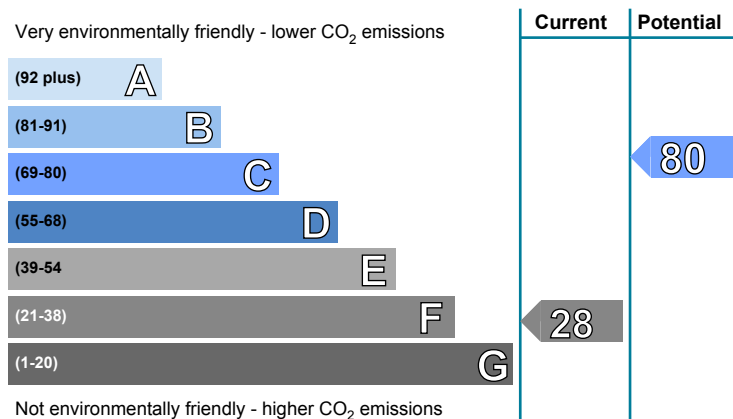 Current Potential
Very environmentally friendly - lower CO2 emissions
(92 plus) A
(81-91) B
(69-80) C
80
(55-68) D
(39-54 E
(21-38) F
28
(1-20) G
Not environmentally friendly - higher CO2 emissions